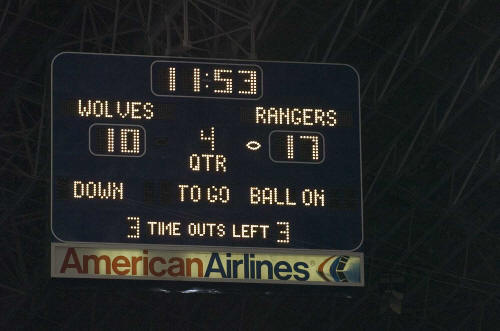 11:53
WOLVES RANGERS
10 4 17
QTR
DOWN TO GO BALL ON
3 TIME OUTS LEFT 3
AmericanAirlines